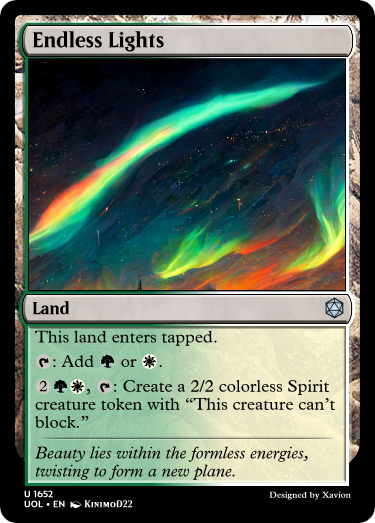 Endless Lights
Land
This land enters tapped.
: Add or .
2 , : Create a 2/2 colorless Spirit
creature token with “This creature can’t
block.”
Beauty lies within the formless energies,
twisting to form a new plane.
U 1652
UOL • EN KINIMOD22
Designed by Xavion